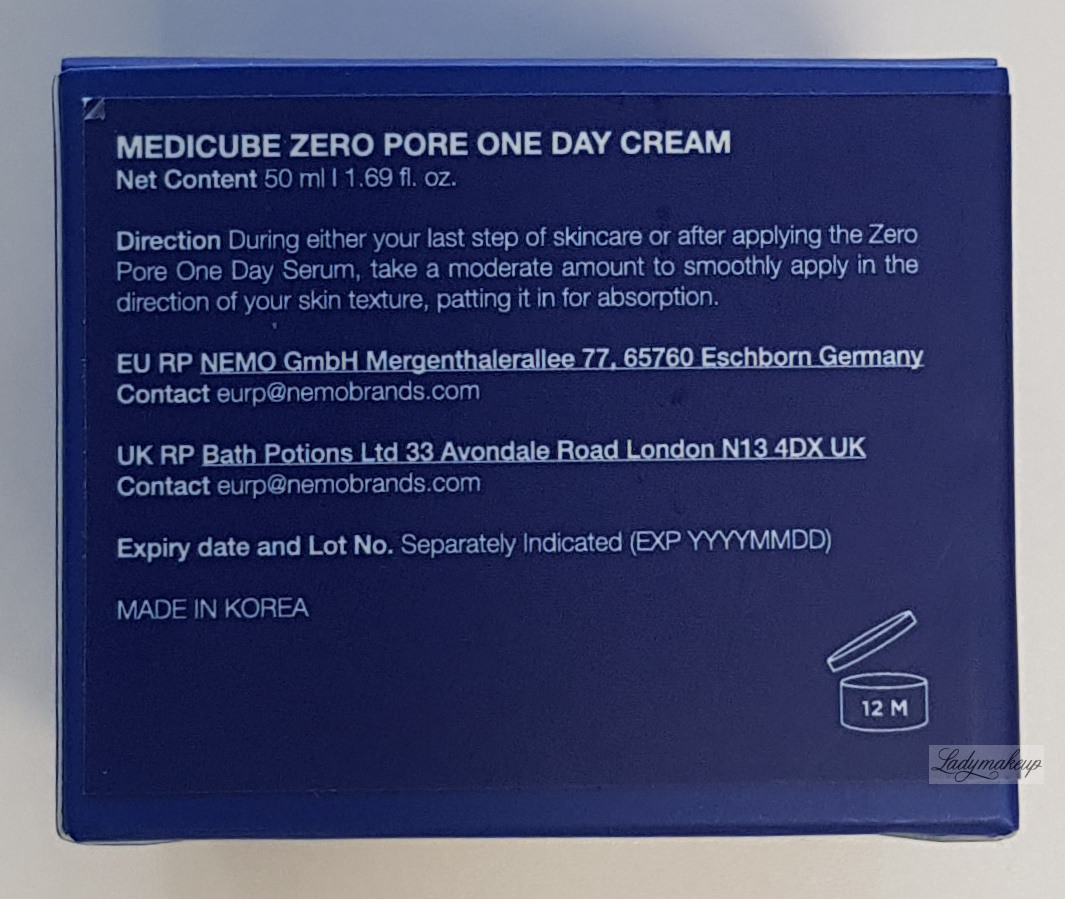 MEDICUBE ZERO PORE ONE DAY CREAM
Net Content 50 ml | 1.69 fl. oz.
Direction During either your last step of skincare or after applying the Zero
Pore One Day Serum, take a moderate amount to smoothly apply in the
direction of your skin texture, patting it in for absorption.
EU RP NEMO GmbH Mergenthalerallee 77, 65760 Eschborn Germany
Contact eurp@nemobrands.com
UK RP Bath Potions Ltd 33 Avondale Road London N13 4DX UK
Contact eurp@nemobrands.com
Expiry date and Lot No. Separately Indicated (EXP YYYYMMDD)
MADE IN KOREA
12 M
Ladymakeup